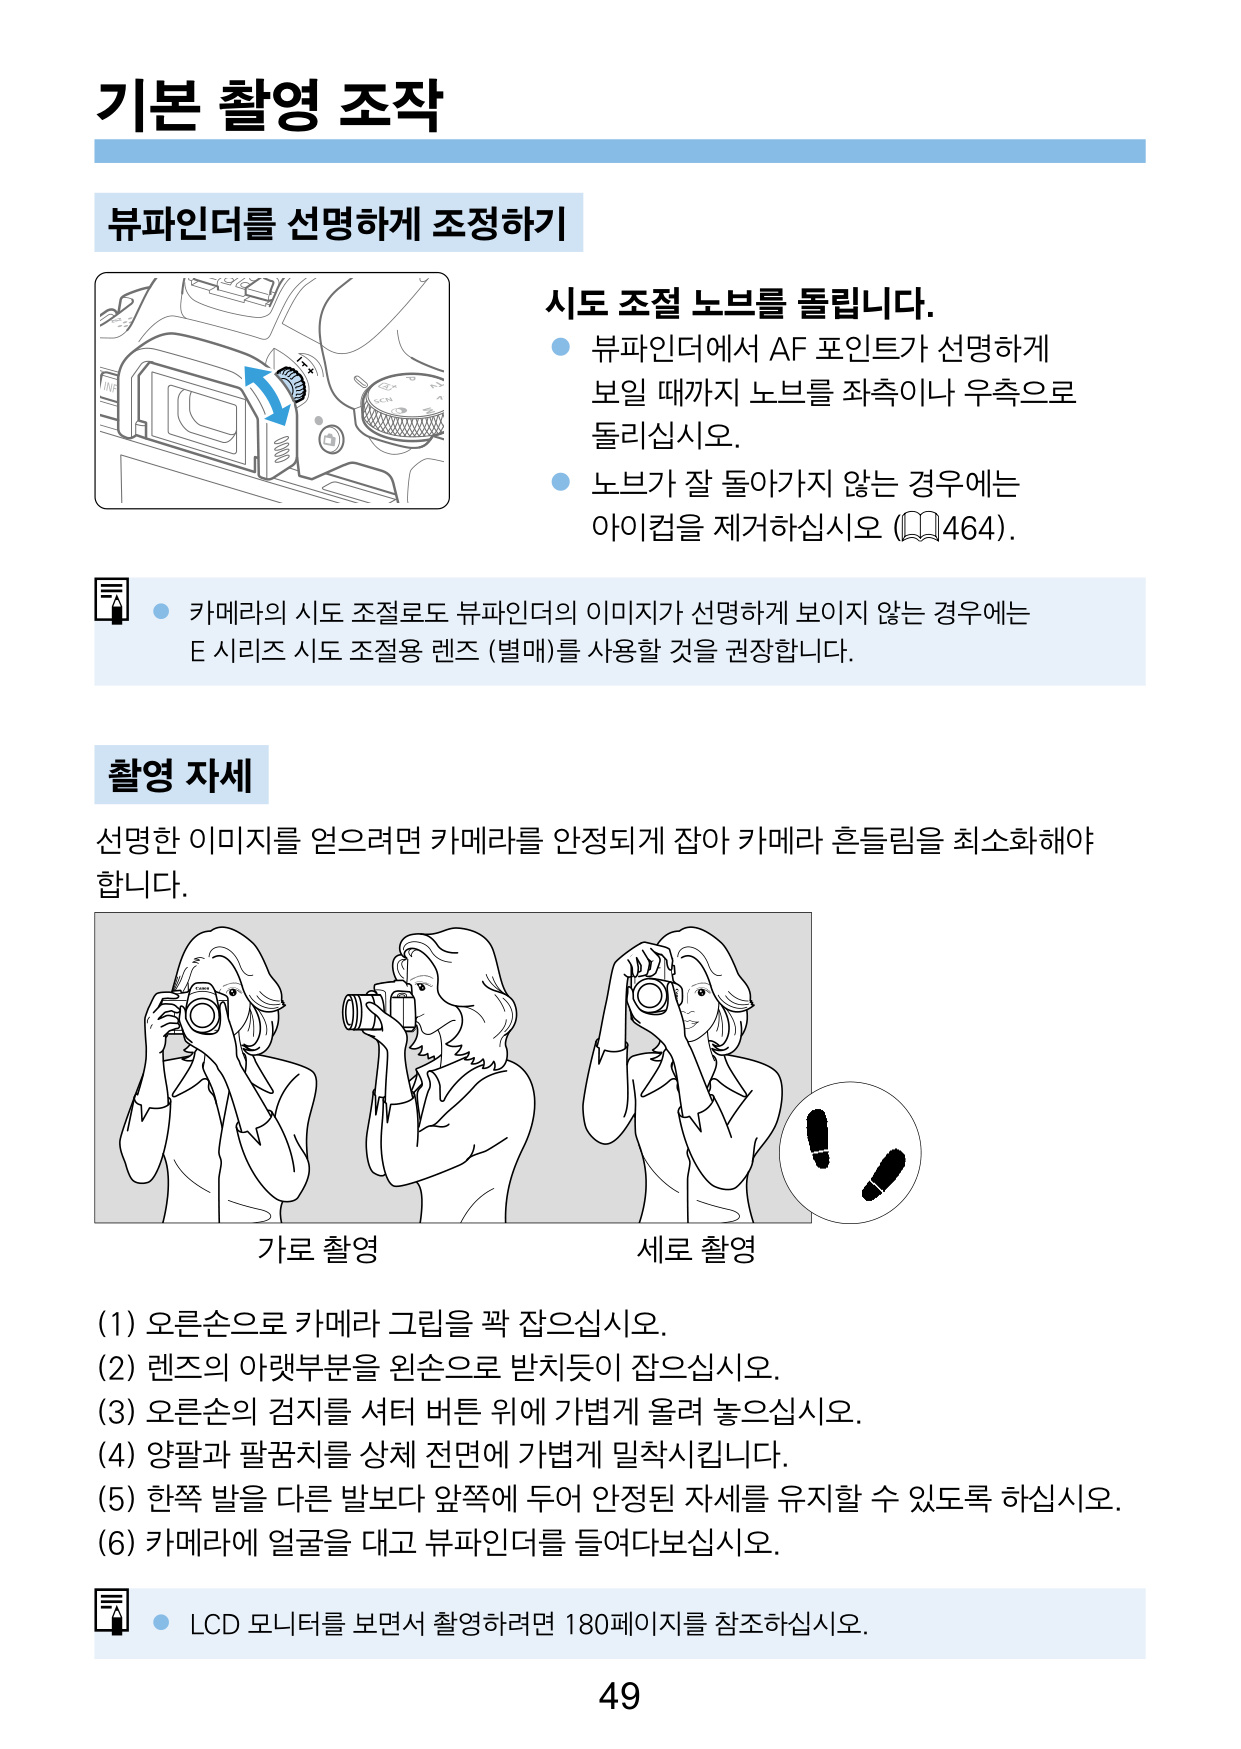 기본 촬영 조작
뷰파인더를 선명하게 조정하기
시도 조절 노브를 돌립니다.
● 뷰파인더에서 AF 포인트가 선명하게
보일 때까지 노브를 좌측이나 우측으로
돌리십시오.
● 노브가 잘 돌아가지 않는 경우에는
아이컵을 제거하십시오 (464).
● 카메라의 시도 조절로도 뷰파인더의 이미지가 선명하게 보이지 않는 경우에는
E 시리즈 시도 조절용 렌즈 (별매)를 사용할 것을 권장합니다.
촬영 자세
선명한 이미지를 얻으려면 카메라를 안정되게 잡아 카메라 흔들림을 최소화해야
합니다.
Canon
가로 촬영
세로 촬영
(1) 오른손으로 카메라 그립을 꽉 잡으십시오.
(2) 렌즈의 아랫부분을 왼손으로 받치듯이 잡으십시오.
(3) 오른손의 검지를 셔터 버튼 위에 가볍게 올려 놓으십시오.
(4) 양팔과 팔꿈치를 상체 전면에 가볍게 밀착시킵니다.
(5) 한쪽 발을 다른 발보다 앞쪽에 두어 안정된 자세를 유지할 수 있도록 하십시오.
(6) 카메라에 얼굴을 대고 뷰파인더를 들여다보십시오.
● LCD 모니터를 보면서 촬영하려면 180페이지를 참조하십시오.
49